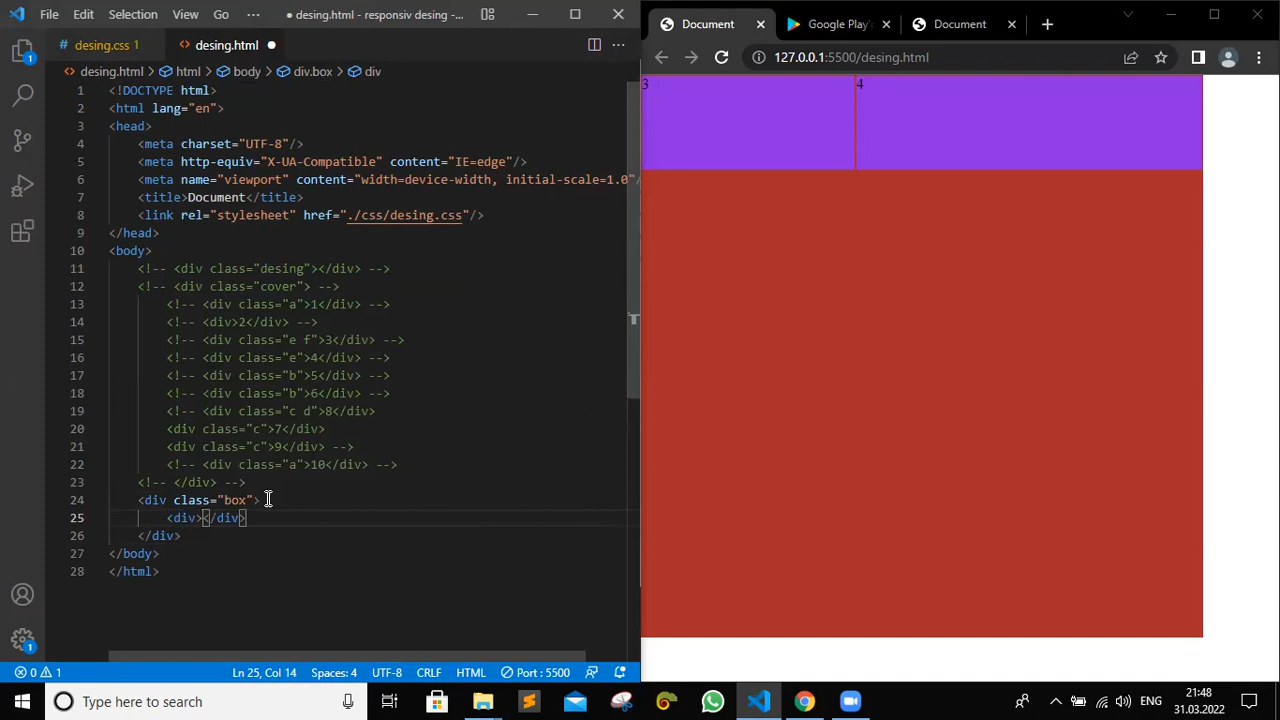 File Edit Selection View Go ··· ● desing.html - responsiv desing -...
desing.css 1 desing.html ●
desing.html > html > body > div.box > div
1 <!DOCTYPE html>
2 <html lang="en">
3 <head>
4 <meta charset="UTF-8"/>
5 <meta http-equiv="X-UA-Compatible" content="IE=edge"/>
6 <meta name="viewport" content="width=device-width, initial-scale=1.0"/
7 <title>Document</title>
8 <link rel="stylesheet" href="./css/desing.css"/>
9 </head>
10 <body>
11 <!-- <div class="desing"></div> -->
12 <!-- <div class="cover"> -->
13 <!-- <div class="a">1</div> -->
14 <!-- <div>2</div> -->
15 <!-- <div class="e f">3</div> -->
16 <!-- <div class="e">4</div> -->
17 <!-- <div class="b">5</div> -->
18 <!-- <div class="b">6</div> -->
19 <!-- <div class="c d">8</div>
20 <div class="c">7</div>
21 <div class="c">9</div> -->
22 <!-- <div class="a">10</div> -->
23 <!-- </div> -->
24 <div class="box">
25 <div></div>
26 </div>
27 </body>
28 </html>
1
1
0 1 Ln 25, Col 14 Spaces: 4 UTF-8 CRLF HTML Port : 5500
Document Google Play'‹ Document
127.0.0.1:5500/desing.html
3 4
Type here to search
ENG
21:48
31.03.2022